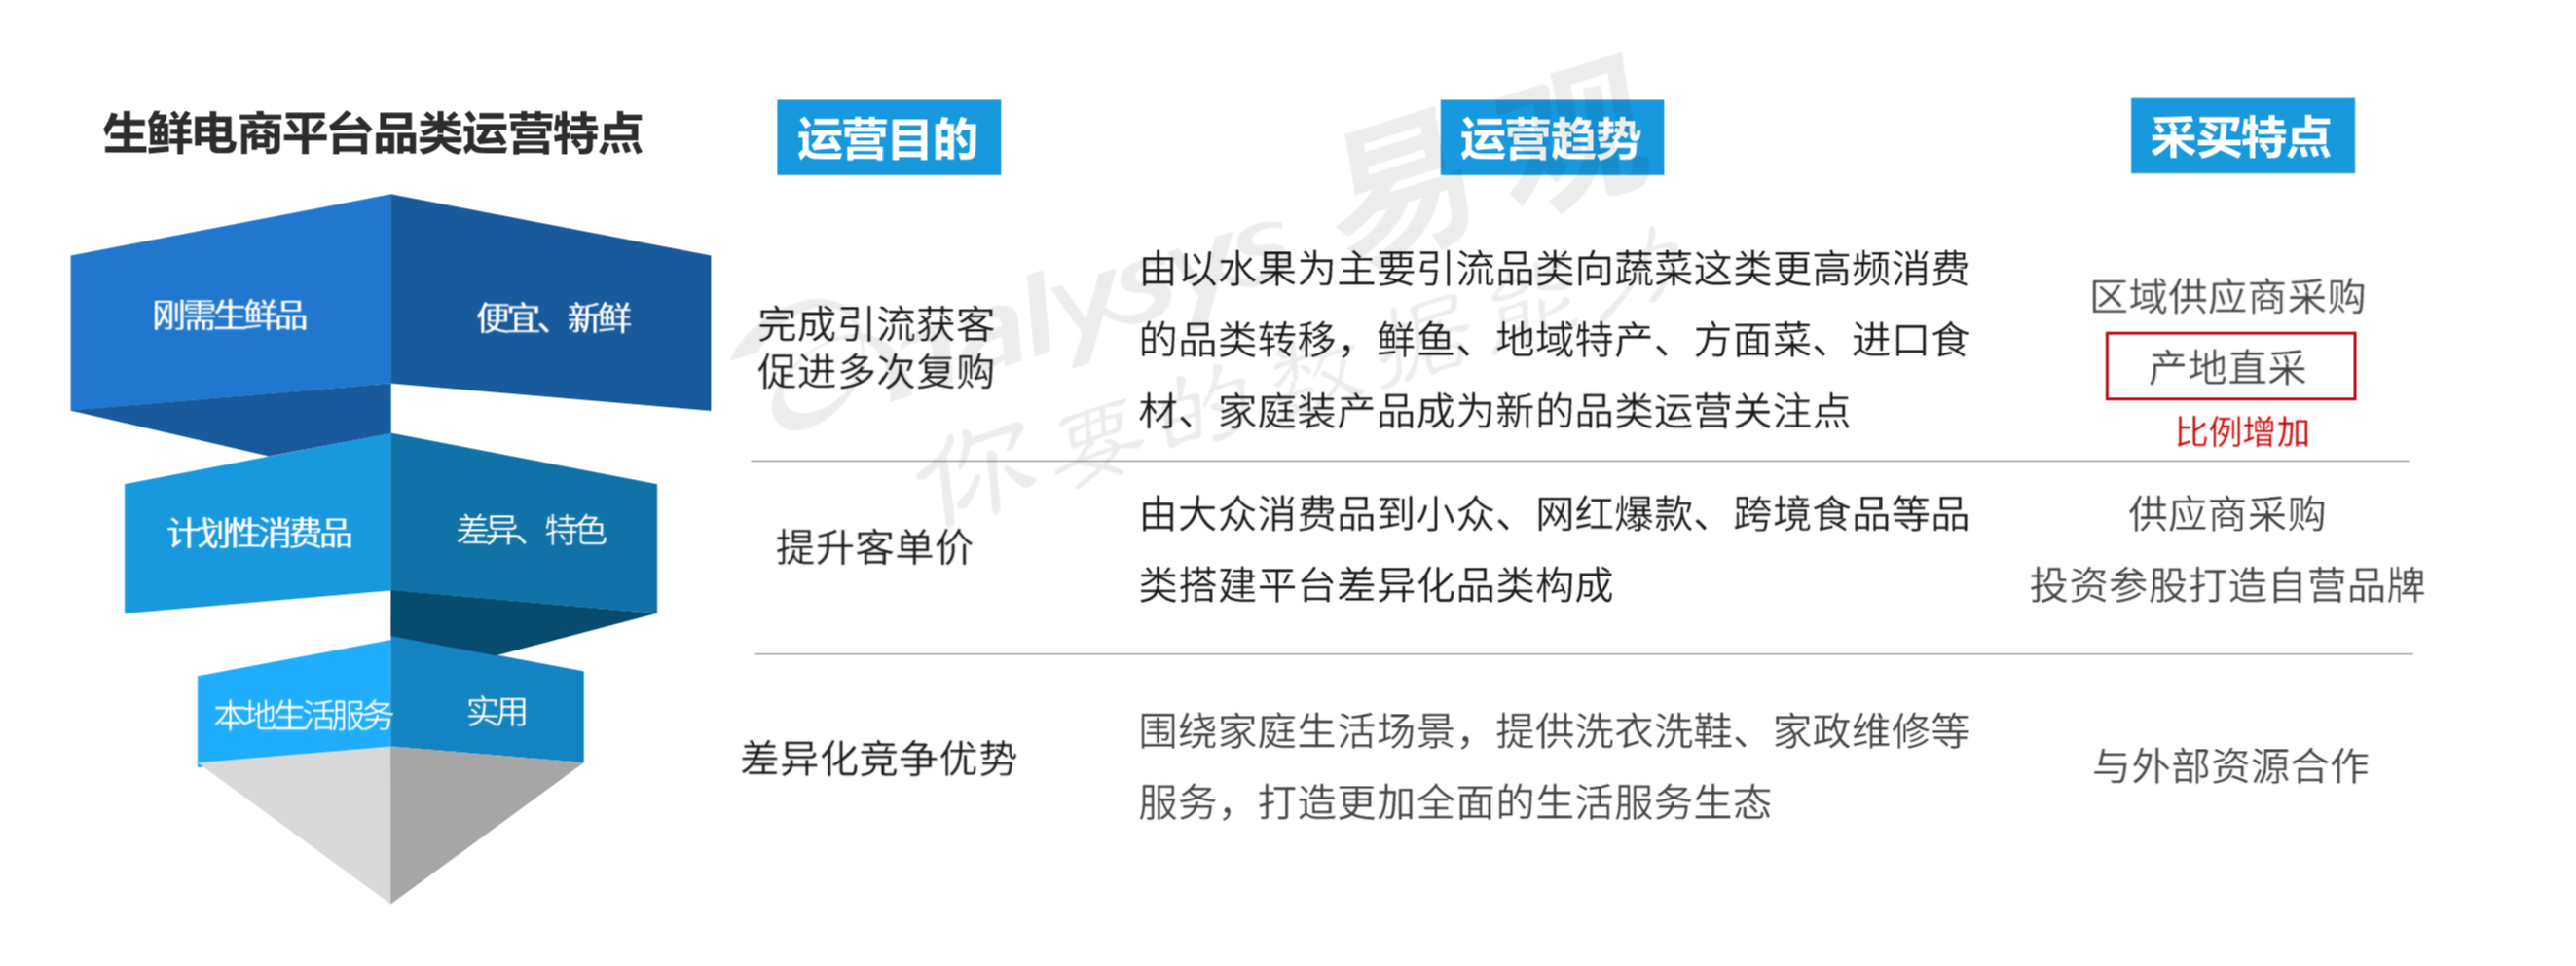 生鲜电商平台品类运营特点
运营目的
运营趋势
采买特点
刚需生鲜品
便宜、新鲜
完成引流获客
促进多次复购
由以水果为主要引流品类向蔬菜这类更高频消费
的品类转移，鲜鱼、地域特产、方面菜、进口食
材、家庭装产品成为新的品类运营关注点
区域供应商采购
产地直采
比例增加
计划性消费品
差异、特色
提升客单价
由大众消费品到小众、网红爆款、跨境食品等品
类搭建平台差异化品类构成
供应商采购
投资参股打造自营品牌
本地生活服务
实用
差异化竞争优势
围绕家庭生活场景，提供洗衣洗鞋、家政维修等
服务，打造更加全面的生活服务生态
与外部资源合作
analysys 易观
你要的数据能力